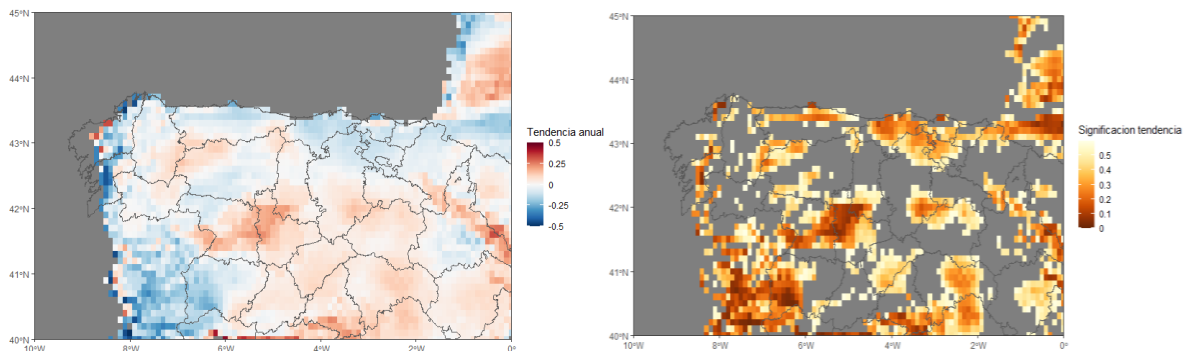 45°N
44°N
43°N
42°N
41°N
40°N
10°W
8°W
6°W
4°W
2°W
0°
Tendencia anual
0.5
0.25
0
-0.25
-0.5
45°N
44°N
43°N
42°N
41°N
40°N
10°W
8°W
6°W
4°W
2°W
0°
Significacion tendencia
0.5
0.4
0.3
0.2
0.1
0